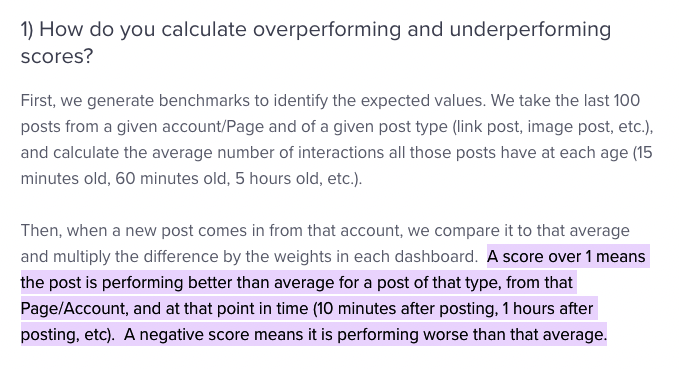 1) How do you calculate overperforming and underperforming
scores?
First, we generate benchmarks to identify the expected values. We take the last 100
posts from a given account/Page and of a given post type (link post, image post, etc.),
and calculate the average number of interactions all those posts have at each age (15
minutes old, 60 minutes old, 5 hours old, etc.).
Then, when a new post comes in from that account, we compare it to that average
and multiply the difference by the weights in each dashboard.  A score over 1 means
the post is performing better than average for a post of that type, from that
Page/Account, and at that point in time (10 minutes after posting, 1 hours after
posting, etc).  A negative score means it is performing worse than that average.